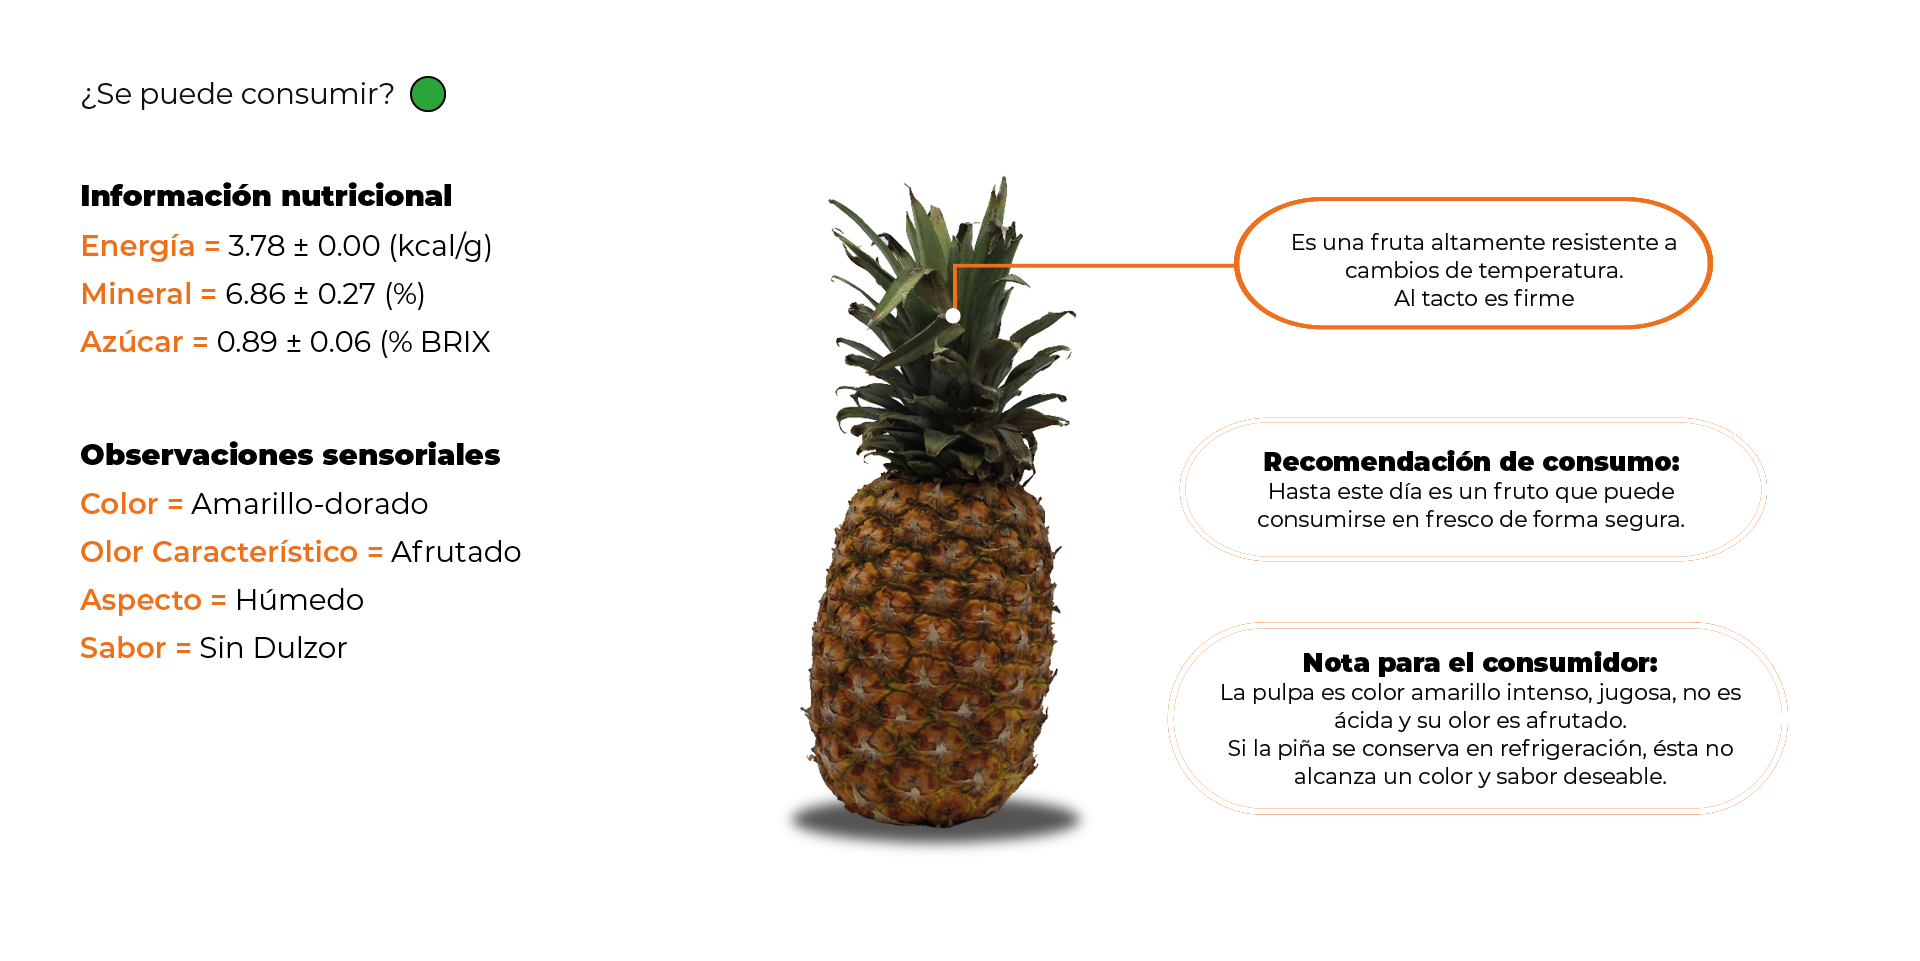 ¿Se puede consumir?
Información nutricional
Energía = 3.78 ± 0.00 (kcal/g)
Mineral = 6.86 ± 0.27 (%)
Azúcar = 0.89 ± 0.06 (% BRIX
Observaciones sensoriales
Color = Amarillo-dorado
Olor Característico = Afrutado
Aspecto = Húmedo
Sabor = Sin Dulzor
Es una fruta altamente resistente a
cambios de temperatura.
Al tacto es firme
Recomendación de consumo:
Hasta este día es un fruto que puede
consumirse en fresco de forma segura.
Nota para el consumidor:
La pulpa es color amarillo intenso, jugosa, no es
ácida y su olor es afrutado.
Si la piña se conserva en refrigeración, ésta no
alcanza un color y sabor deseable.